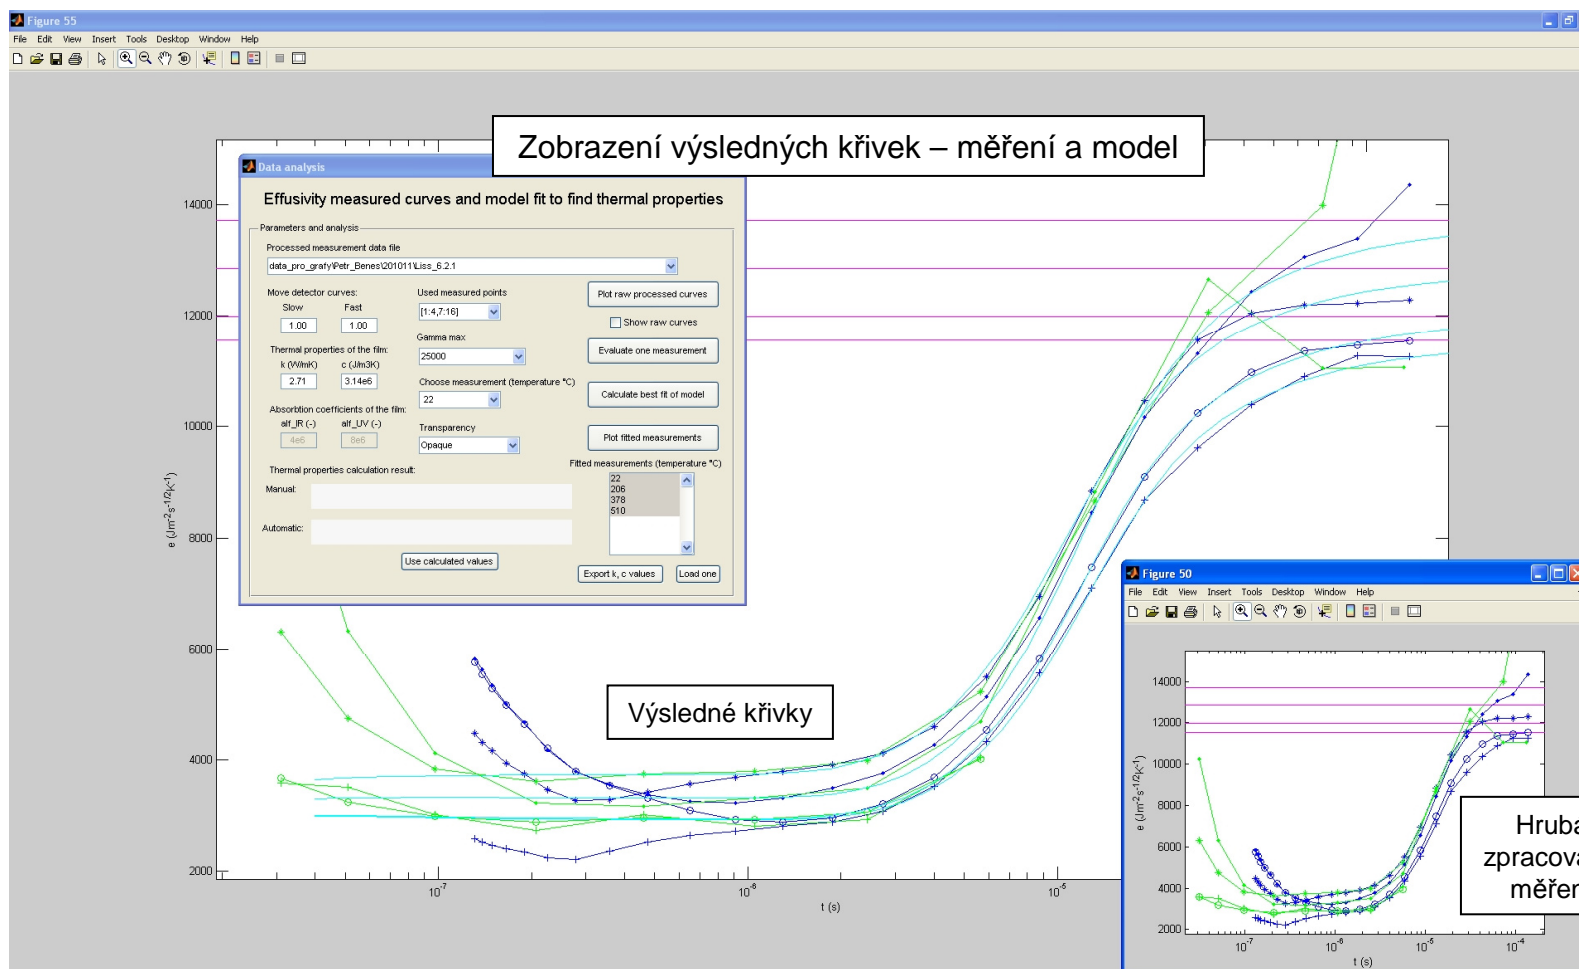 Figure 55
File Edit View Insert Tools Desktop Window Help
Zobrazení výsledných křivek – měření a model
Data analysis
Effusivity measured curves and model fit to find thermal properties
Parameters and analysis
Processed measurement data file
data_pro_grafy\Petr_Benes\201011\Liss_6.2.1
Move detector curves:
Slow Fast
1.00 1.00
Used measured points
[1:4,7:16]
Plot raw processed curves
Show raw curves
Thermal properties of the film:
k (W/mK) c (J/m3K)
2.71 3.14e6
Gamma max
25000
Evaluate one measurement
Choose measurement (temperature °C)
22
Calculate best fit of model
Absorbtion coefficients of the film:
alf_IR (-) alf_UV (-)
4e6 8e6
Transparency
Opaque
Plot fitted measurements
Thermal properties calculation result:
Manual:
Automatic:
Use calculated values
Fitted measurements (temperature °C)
22
206
378
510
Export k, c values Load one
14000
12000
10000
8000
6000
4000
2000
e (Jm-2s-1/2K-1)
10-7 10-6 10-5
t (s)
Výsledné křivky
Figure 50
File Edit View Insert Tools Desktop Window Help
14000
12000
10000
8000
6000
4000
2000
e (Jm-2s-1/2K-1)
10-7 10-6 10-5 10-4
t (s)
Hrubá
zpracova
měřen